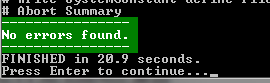 # Abort Summary
------------------
No errors found.
------------------
FINISHED in 20.9 seconds.
Press Enter to continue..._